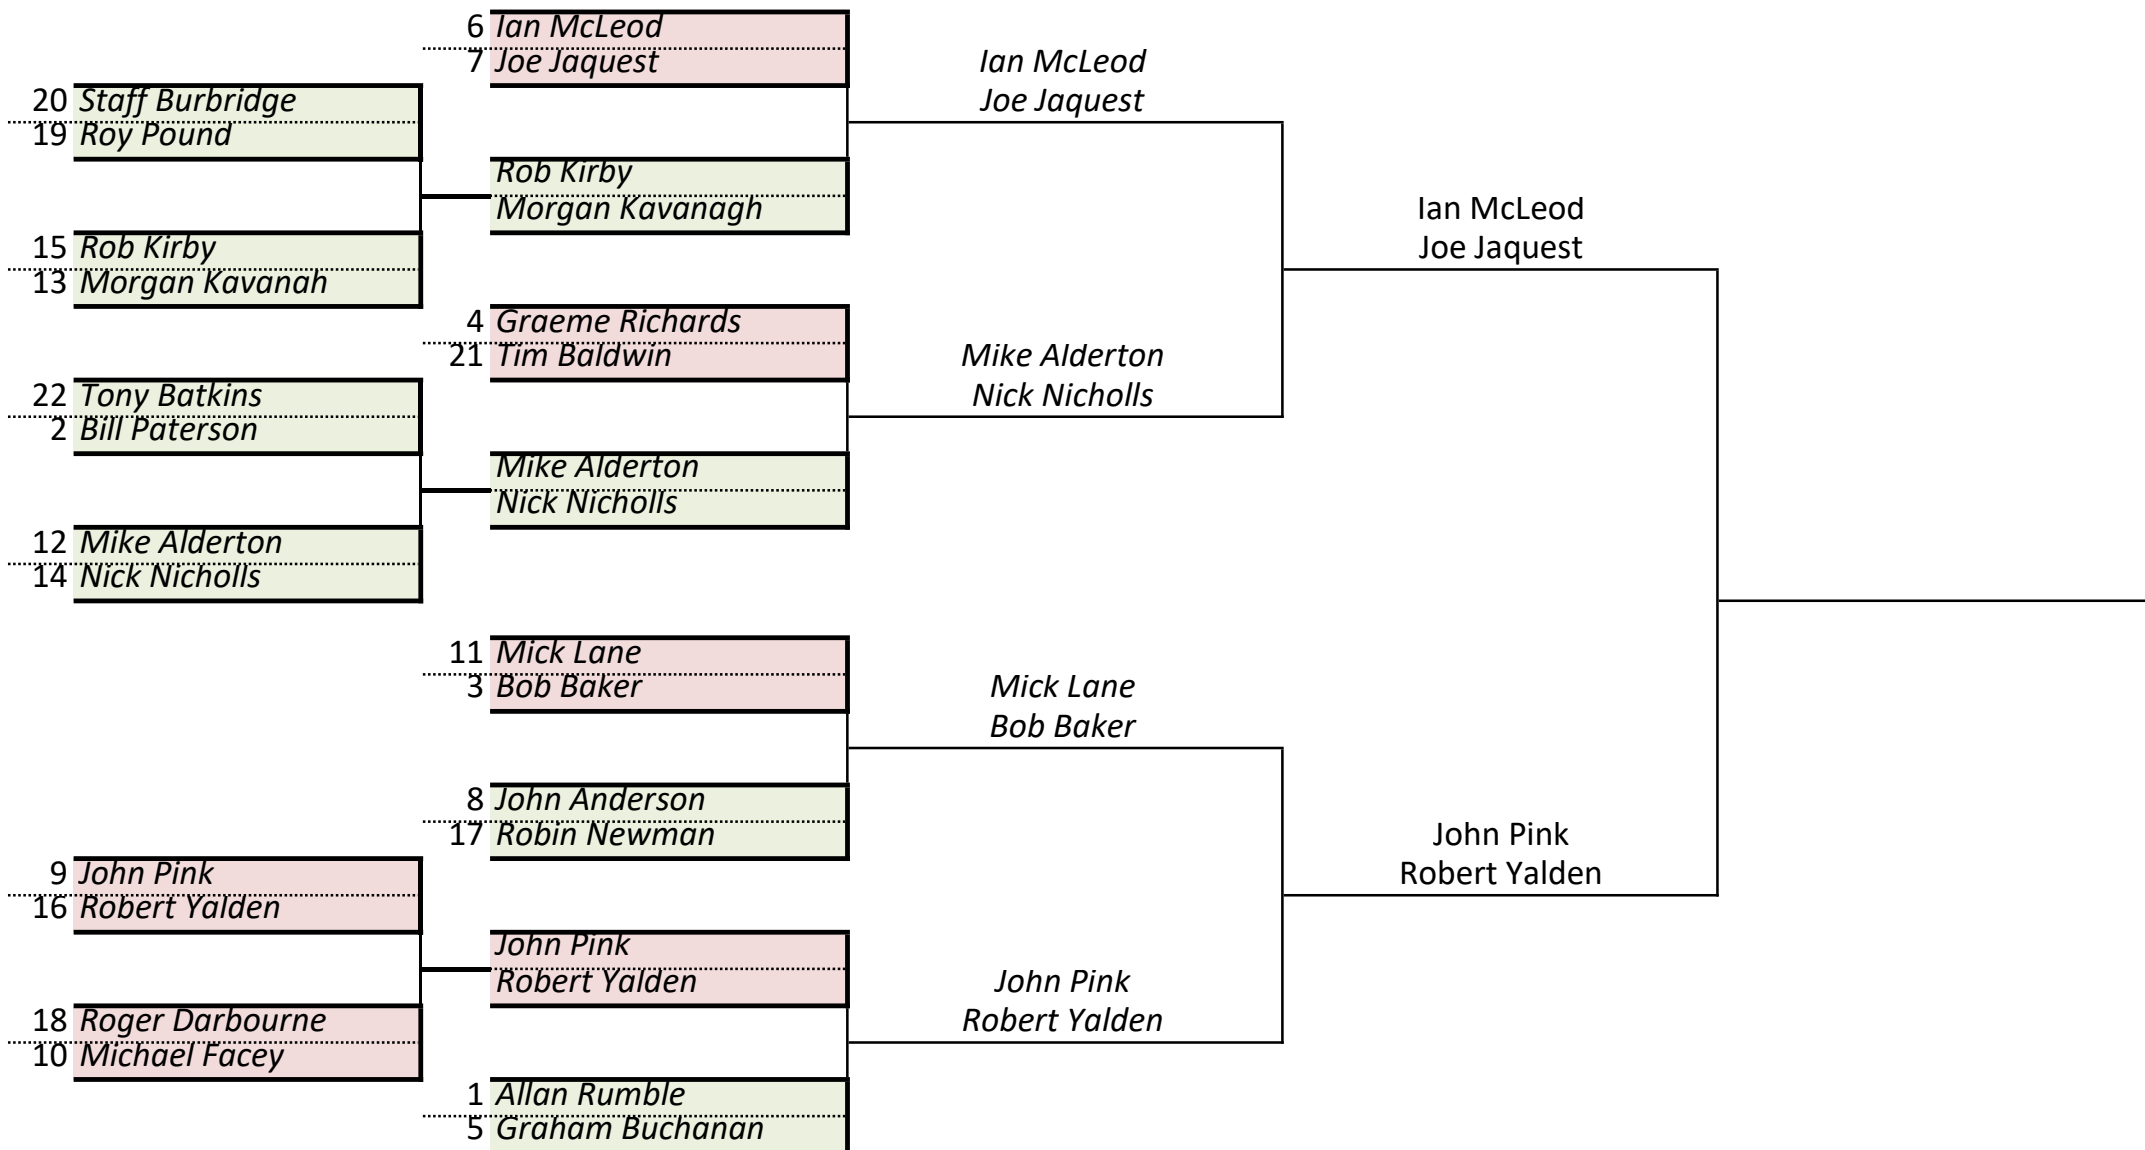 6 Ian McLeod
7 Joe Jaquest
20 Staff Burbridge
19 Roy Pound
Rob Kirby
Morgan Kavanagh
15 Rob Kirby
13 Morgan Kavanah
4 Graeme Richards
21 Tim Baldwin
22 Tony Batkins
2 Bill Paterson
Mike Alderton
Nick Nicholls
12 Mike Alderton
14 Nick Nicholls
11 Mick Lane
3 Bob Baker
8 John Anderson
17 Robin Newman
9 John Pink
16 Robert Yalden
John Pink
Robert Yalden
18 Roger Darbourne
10 Michael Facey
1 Allan Rumble
5 Graham Buchanan
Ian McLeod
Joe Jaquest
Mike Alderton
Nick Nicholls
Mick Lane
Bob Baker
John Pink
Robert Yalden
Ian McLeod
Joe Jaquest
John Pink
Robert Yalden